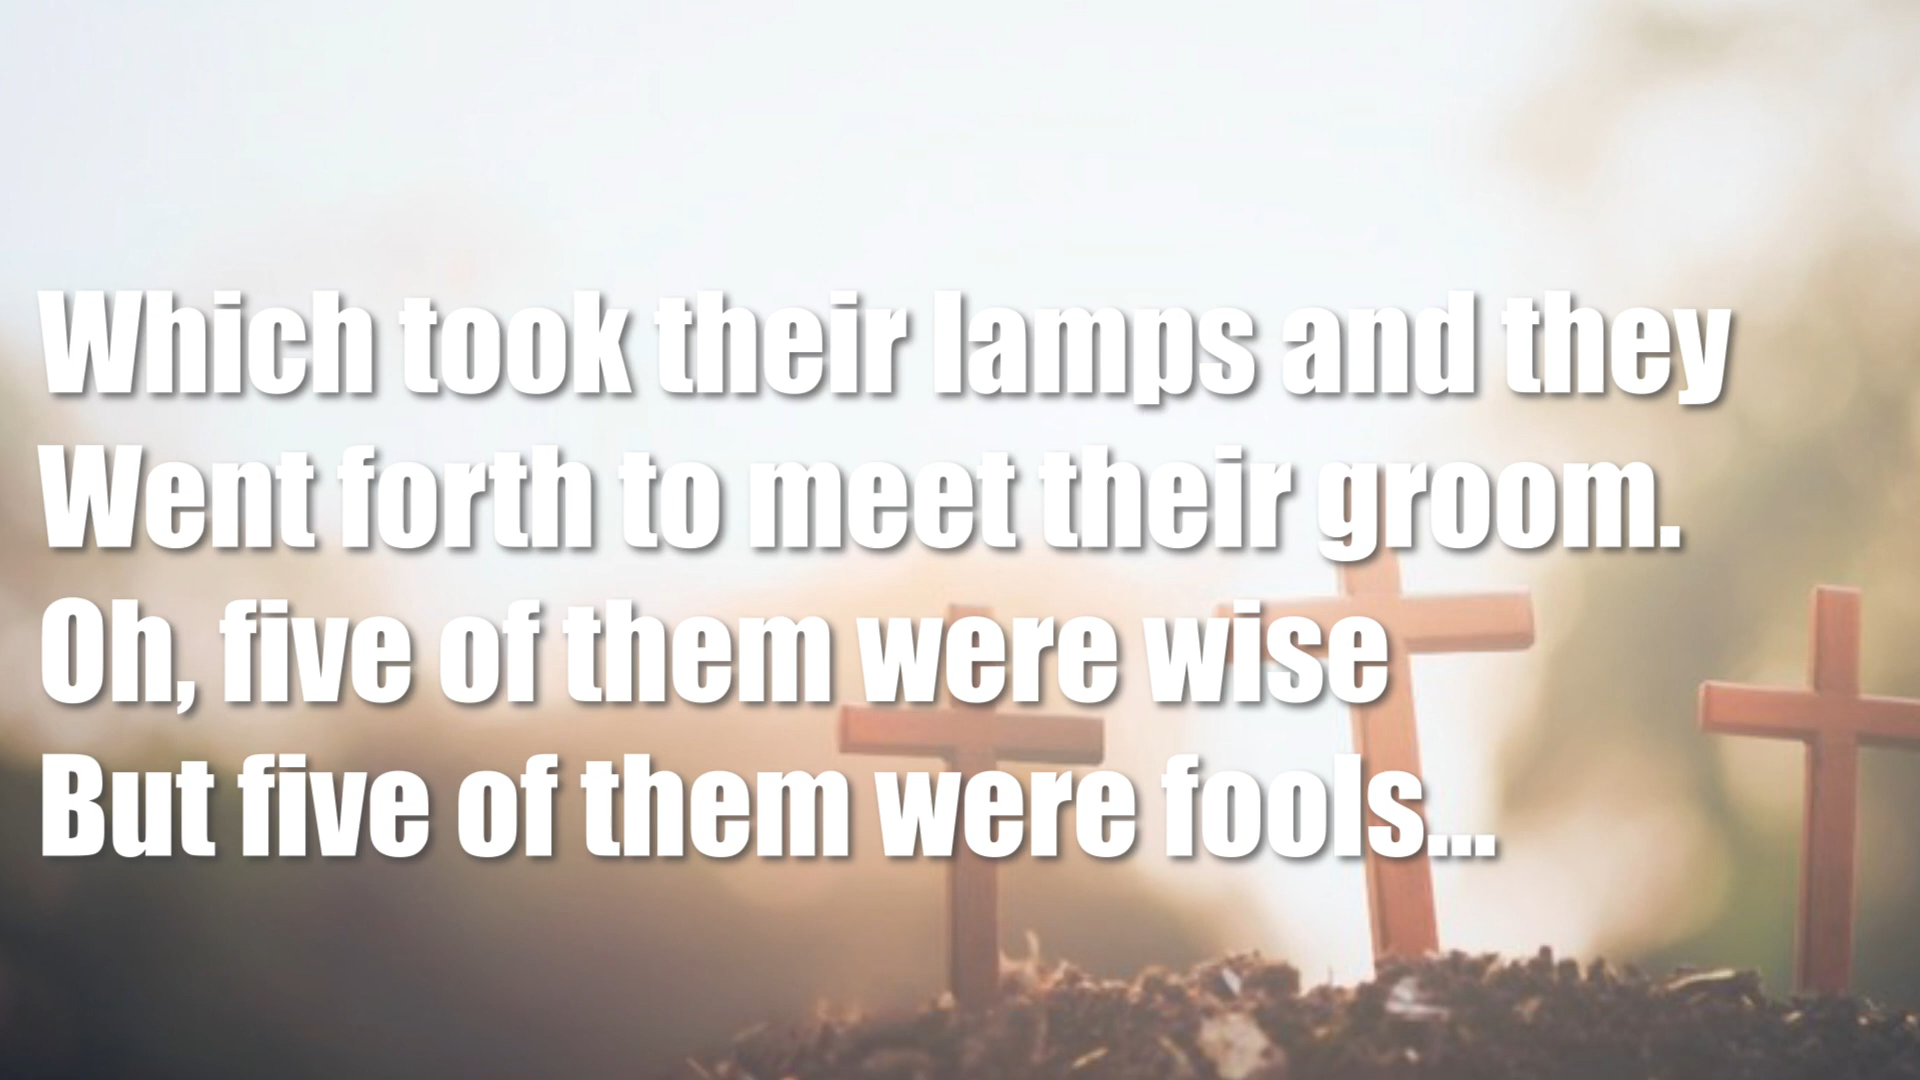 Which took their lamps and they
Went forth to meet their groom.
Oh, five of them were wise
But five of them were fools...